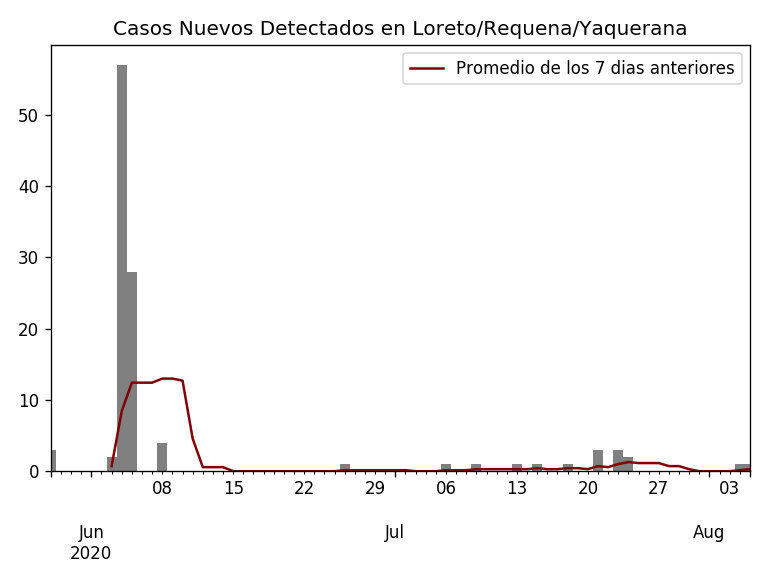 Casos Nuevos Detectados en Loreto/Requena/Yaquerana
Promedio de los 7 dias anteriores
50
40
30
20
10
0
08 15 22 29 06 13 20 27 03
Jun Jul Aug
2020